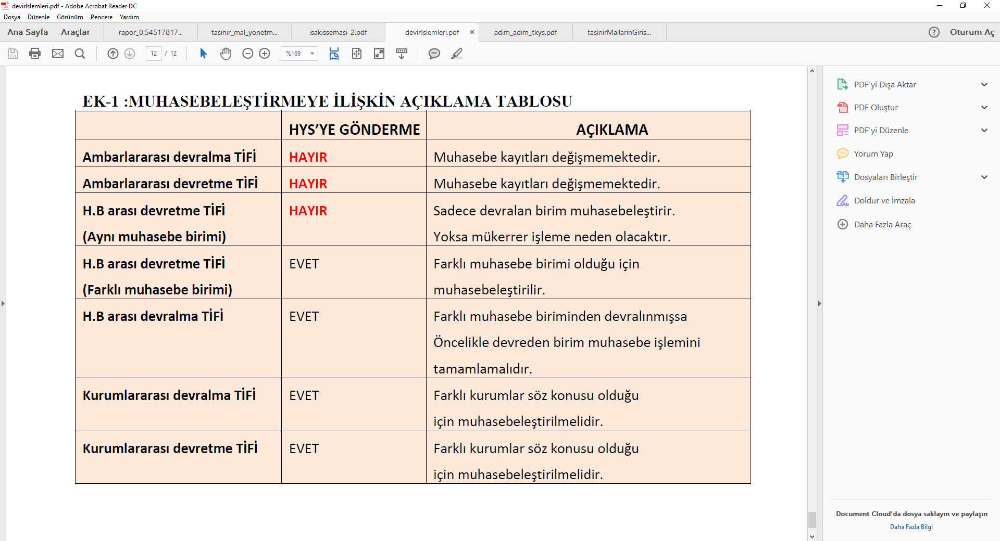 devirIslemleri.pdf - Adobe Acrobat Reader DC
Dosya Düzenle Görünüm Pencere Yardım
Ana Sayfa Araçlar rapor_0.54517817... tasinir_mal_yonetm... isakissemasi-2.pdf devirIslemleri.pdf adim_adim_tkys.pdf tasinirMallarinGiris... Oturum Aç
12 / 12 %169
EK-1 :MUHASEBELEŞTİRMEYE İLİŞKİN AÇIKLAMA TABLOSU
HYS’YE GÖNDERME AÇIKLAMA
Ambarlararası devralma TİFİ HAYIR Muhasebe kayıtları değişmemektedir.
Ambarlararası devretme TİFİ HAYIR Muhasebe kayıtları değişmemektedir.
H.B arası devretme TİFİ HAYIR Sadece devralan birim muhasebeleştirir.
(Aynı muhasebe birimi) Yoksa mükerrer işleme neden olacaktır.
H.B arası devretme TİFİ EVET Farklı muhasebe birimi olduğu için
(Farklı muhasebe birimi) muhasebeleştirilir.
H.B arası devralma TİFİ EVET Farklı muhasebe biriminden devralınmışsa
Öncelikle devreden birim muhasebe işlemini
tamamlamalıdır.
Kurumlararası devralma TİFİ EVET Farklı kurumlar söz konusu olduğu
için muhasebeleştirilmelidir.
Kurumlararası devretme TİFİ EVET Farklı kurumlar söz konusu olduğu
için muhasebeleştirilmelidir.
PDF'yi Dışa Aktar
PDF Oluştur
PDF'yi Düzenle
Yorum Yap
Dosyaları Birleştir
Doldur ve İmzala
Daha Fazla Araç
Document Cloud'da dosya saklayın ve paylaşın
Daha Fazla Bilgi